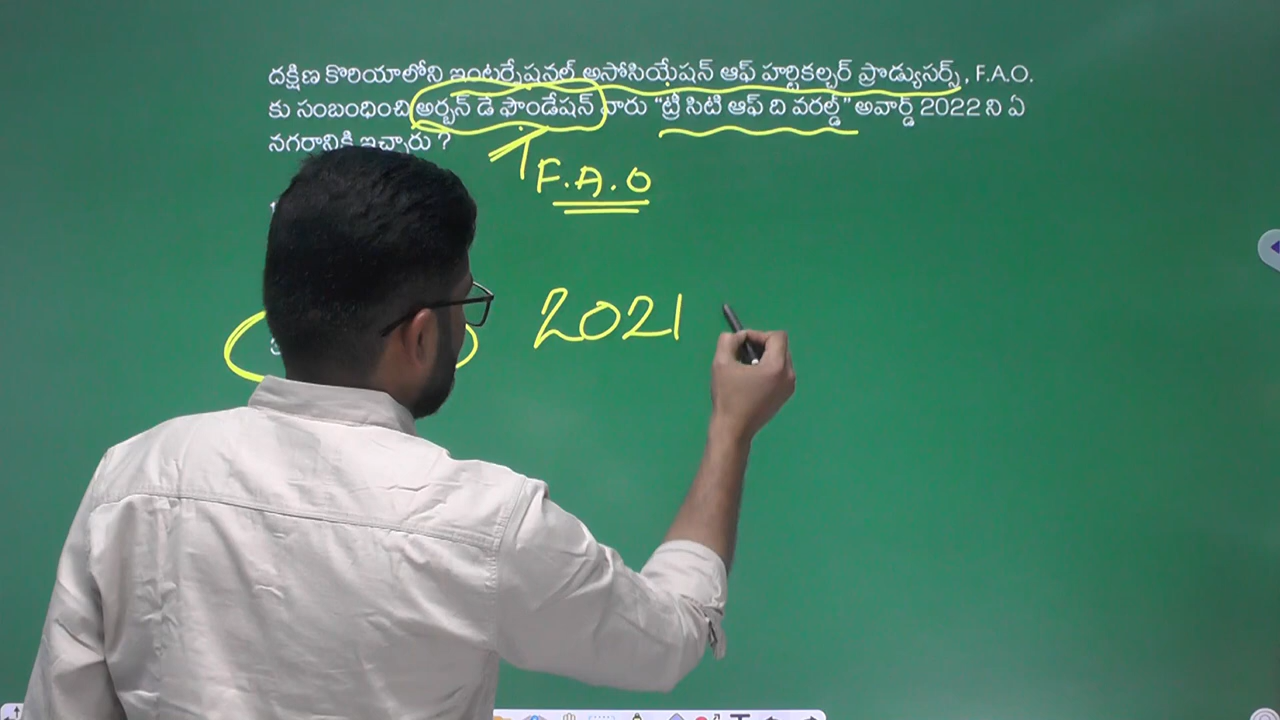 దక్షిణ కొరియాలోని ఇంటర్నేషనల్ అసోసియేషన్ ఆఫ్ హర్టికల్చర్ ప్రొడ్యుసర్స్, F.A.O.
కు సంబంధించి అర్బన్ డే ఫౌండేషన్ వారు “ట్రీ సిటి ఆఫ్ ది వరల్డ్” అవార్డ్ 2022 ని ఏ
నగరానికి ఇచ్చారు ?
F.A.O
2021